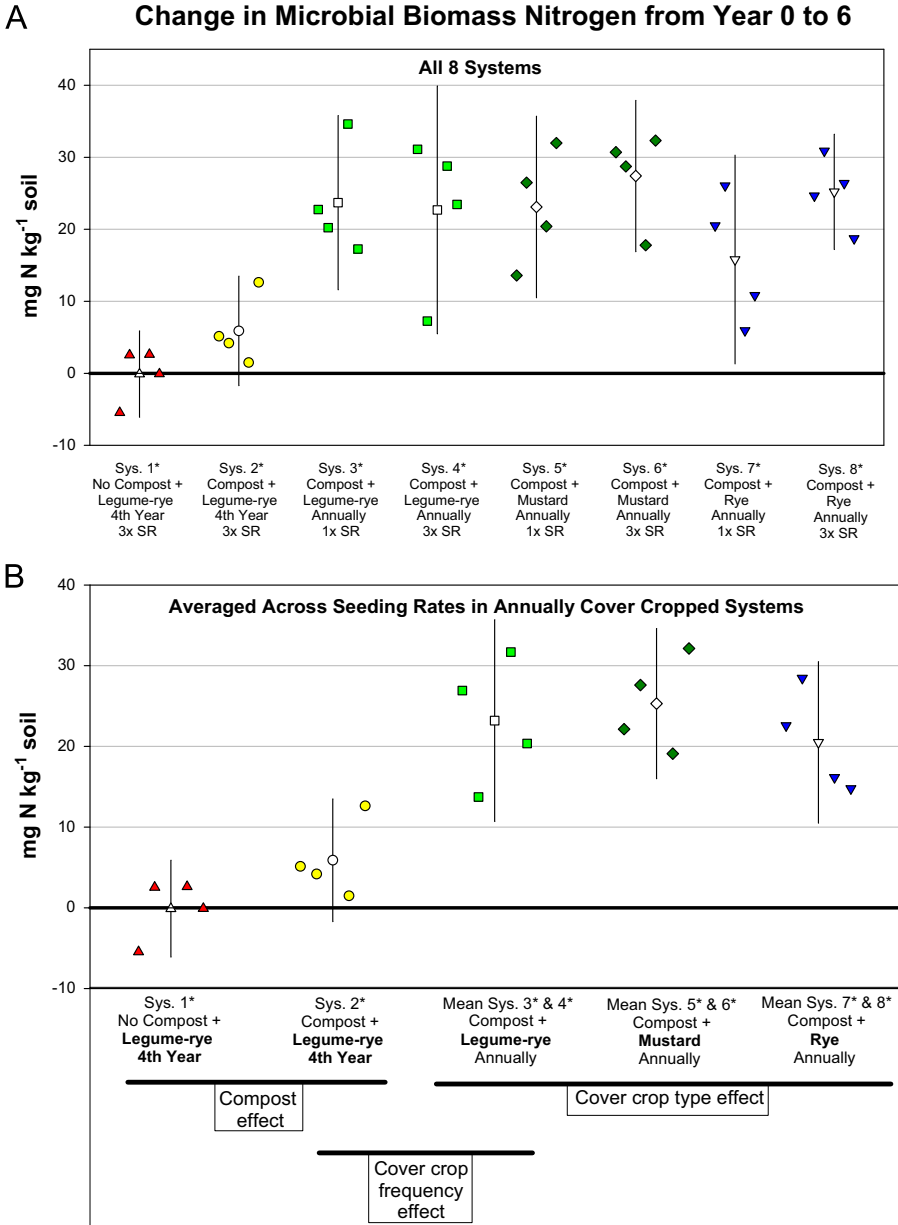 A
Change in Microbial Biomass Nitrogen from Year 0 to 6
All 8 Systems
mg N kg⁻¹ soil
40
30
20
10
0
-10
Sys. 1*
No Compost +
Legume-rye
4th Year
3x SR
Sys. 2*
Compost +
Legume-rye
4th Year
3x SR
Sys. 3*
Compost +
Legume-rye
Annually
1x SR
Sys. 4*
Compost +
Legume-rye
Annually
3x SR
Sys. 5*
Compost +
Mustard
Annually
1x SR
Sys. 6*
Compost +
Mustard
Annually
3x SR
Sys. 7*
Compost +
Rye
Annually
1x SR
Sys. 8*
Compost +
Rye
Annually
3x SR
B
Averaged Across Seeding Rates in Annually Cover Cropped Systems
mg N kg⁻¹ soil
40
30
20
10
0
-10
Sys. 1*
No Compost +
Legume-rye
4th Year
Sys. 2*
Compost +
Legume-rye
4th Year
Mean Sys. 3* & 4*
Compost +
Legume-rye
Annually
Mean Sys. 5* & 6*
Compost +
Mustard
Annually
Mean Sys. 7* & 8*
Compost +
Rye
Annually
Compost
effect
Cover crop type effect
Cover crop
frequency
effect